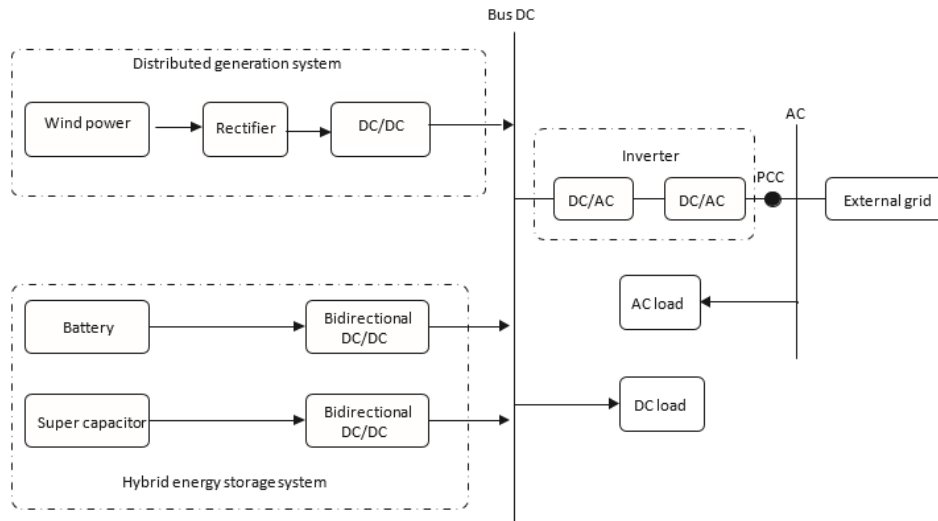 Bus DC
Distributed generation system
Wind power
Rectifier
DC/DC
AC
Inverter
PCC
DC/AC
DC/AC
External grid
AC load
Battery
Bidirectional
DC/DC
DC load
Super capacitor
Bidirectional
DC/DC
Hybrid energy storage system